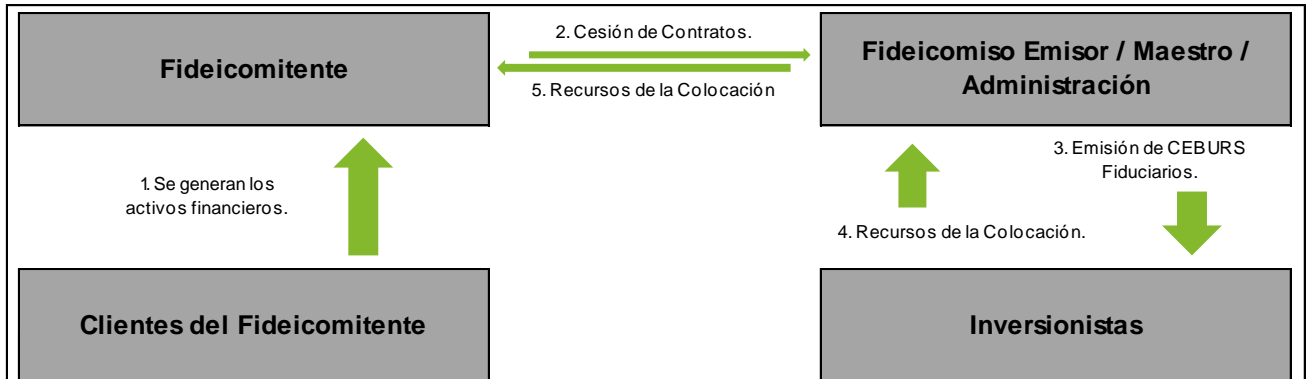 Fideicomitente
2. Cesión de Contratos.
5. Recursos de la Colocación
Fideicomiso Emisor / Maestro /
Administración
1. Se generan los
activos financieros.
3. Emisión de CEBURS
Fiduciarios.
4. Recursos de la Colocación.
Clientes del Fideicomitente
Inversionistas